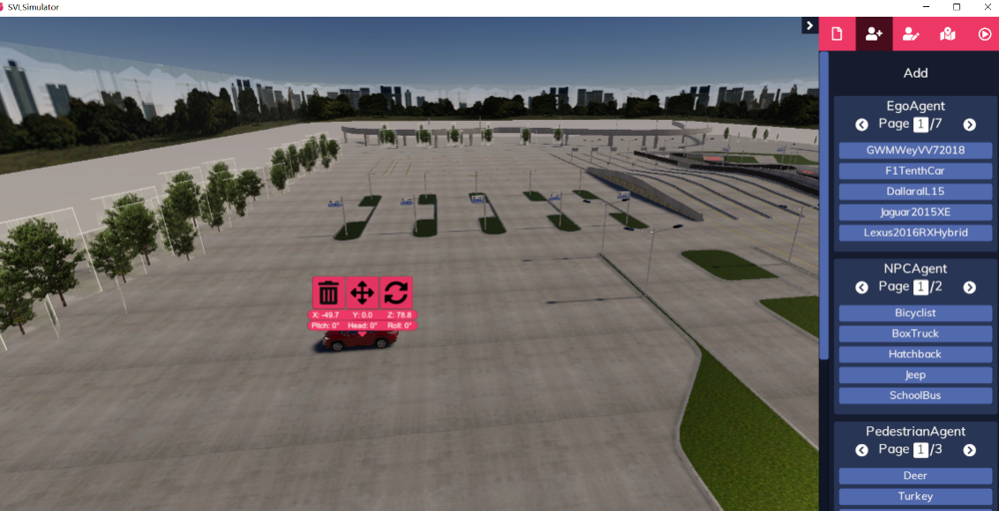 SVLSimulator
Add
EgoAgent
Page 1/7
GWMWeyVV72018
F1TenthCar
DallaraIL15
Jaguar2015XE
Lexus2016RXHybrid
NPCAgent
Page 1/2
Bicyclist
BoxTruck
Hatchback
Jeep
SchoolBus
PedestrianAgent
Page 1/3
Deer
Turkey
X: -49.7 Y: 0.0 Z: 78.8
Pitch: 0° Head: 0° Roll: 0°